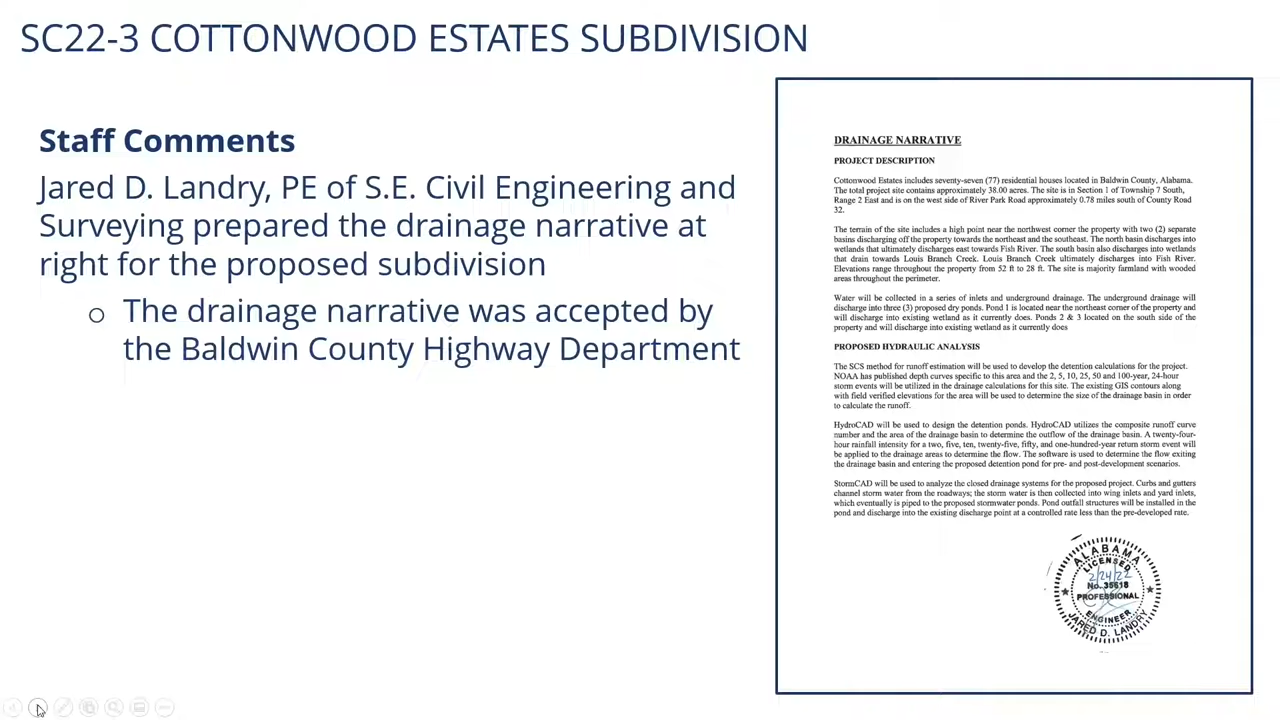 SC22-3 COTTONWOOD ESTATES SUBDIVISION
Staff Comments
Jared D. Landry, PE of S.E. Civil Engineering and
Surveying prepared the drainage narrative at
right for the proposed subdivision
o The drainage narrative was accepted by
the Baldwin County Highway Department
DRAINAGE NARRATIVE
PROJECT DESCRIPTION
Cottonwood Estates includes seventy-seven (77) residential houses located in Baldwin County, Alabama.
The total project site contains approximately 38.00 acres. The site is in Section 1 of Township 7 South,
Range 2 East and is on the west side of River Park Road approximately 0.78 miles south of County Road
32.
The terrain of the site includes a high point near the northwest corner the property with two (2) separate
basins discharging off the property towards the northeast and the southeast. The north basin discharges into
wetlands that ultimately discharges east towards Fish River. The south basin also discharges into wetlands
that drain towards Louis Branch Creek. Louis Branch Creek ultimately discharges into Fish River.
Elevations range throughout the property from 52 ft to 28 ft. The site is majority farmland with wooded
areas throughout the perimeter.
Water will be collected in a series of inlets and underground drainage. The underground drainage will
discharge into three (3) proposed dry ponds. Pond 1 is located near the northeast corner of the property and
will discharge into existing wetland as it currently does. Ponds 2 & 3 located on the south side of the
property and will discharge into existing wetland as it currently does
PROPOSED HYDRAULIC ANALYSIS
The SCS method for runoff estimation will be used to develop the detention calculations for the project.
NOAA has published depth curves specific to this area and the 2, 5, 10, 25, 50 and 100-year, 24-hour
storm events will be utilized in the drainage calculations for this site. The existing GIS contours along
with field verified elevations for the area will be used to determine the size of the drainage basin in order
to calculate the runoff.
HydroCAD will be used to design the detention ponds. HydroCAD utilizes the composite runoff curve
number and the area of the drainage basin to determine the outflow of the drainage basin. A twenty-four-
hour rainfall intensity for a two, five, ten, twenty-five, fifty, and one-hundred-year return storm event will
be applied to the drainage areas to determine the flow. The software is used to determine the flow exiting
the drainage basin and entering the proposed detention pond for pre- and post-development scenarios.
StormCAD will be used to analyze the closed drainage systems for the proposed project. Curbs and gutters
channel storm water from the roadways; the storm water is then collected into wing inlets and yard inlets,
which eventually is piped to the proposed stormwater ponds. Pond outfall structures will be installed in the
pond and discharge into the existing discharge point at a controlled rate less than the pre-developed rate.
ALABAMA
LICENSED
2/24/22
No. 35618
PROFESSIONAL
ENGINEER
JARED D. LANDRY